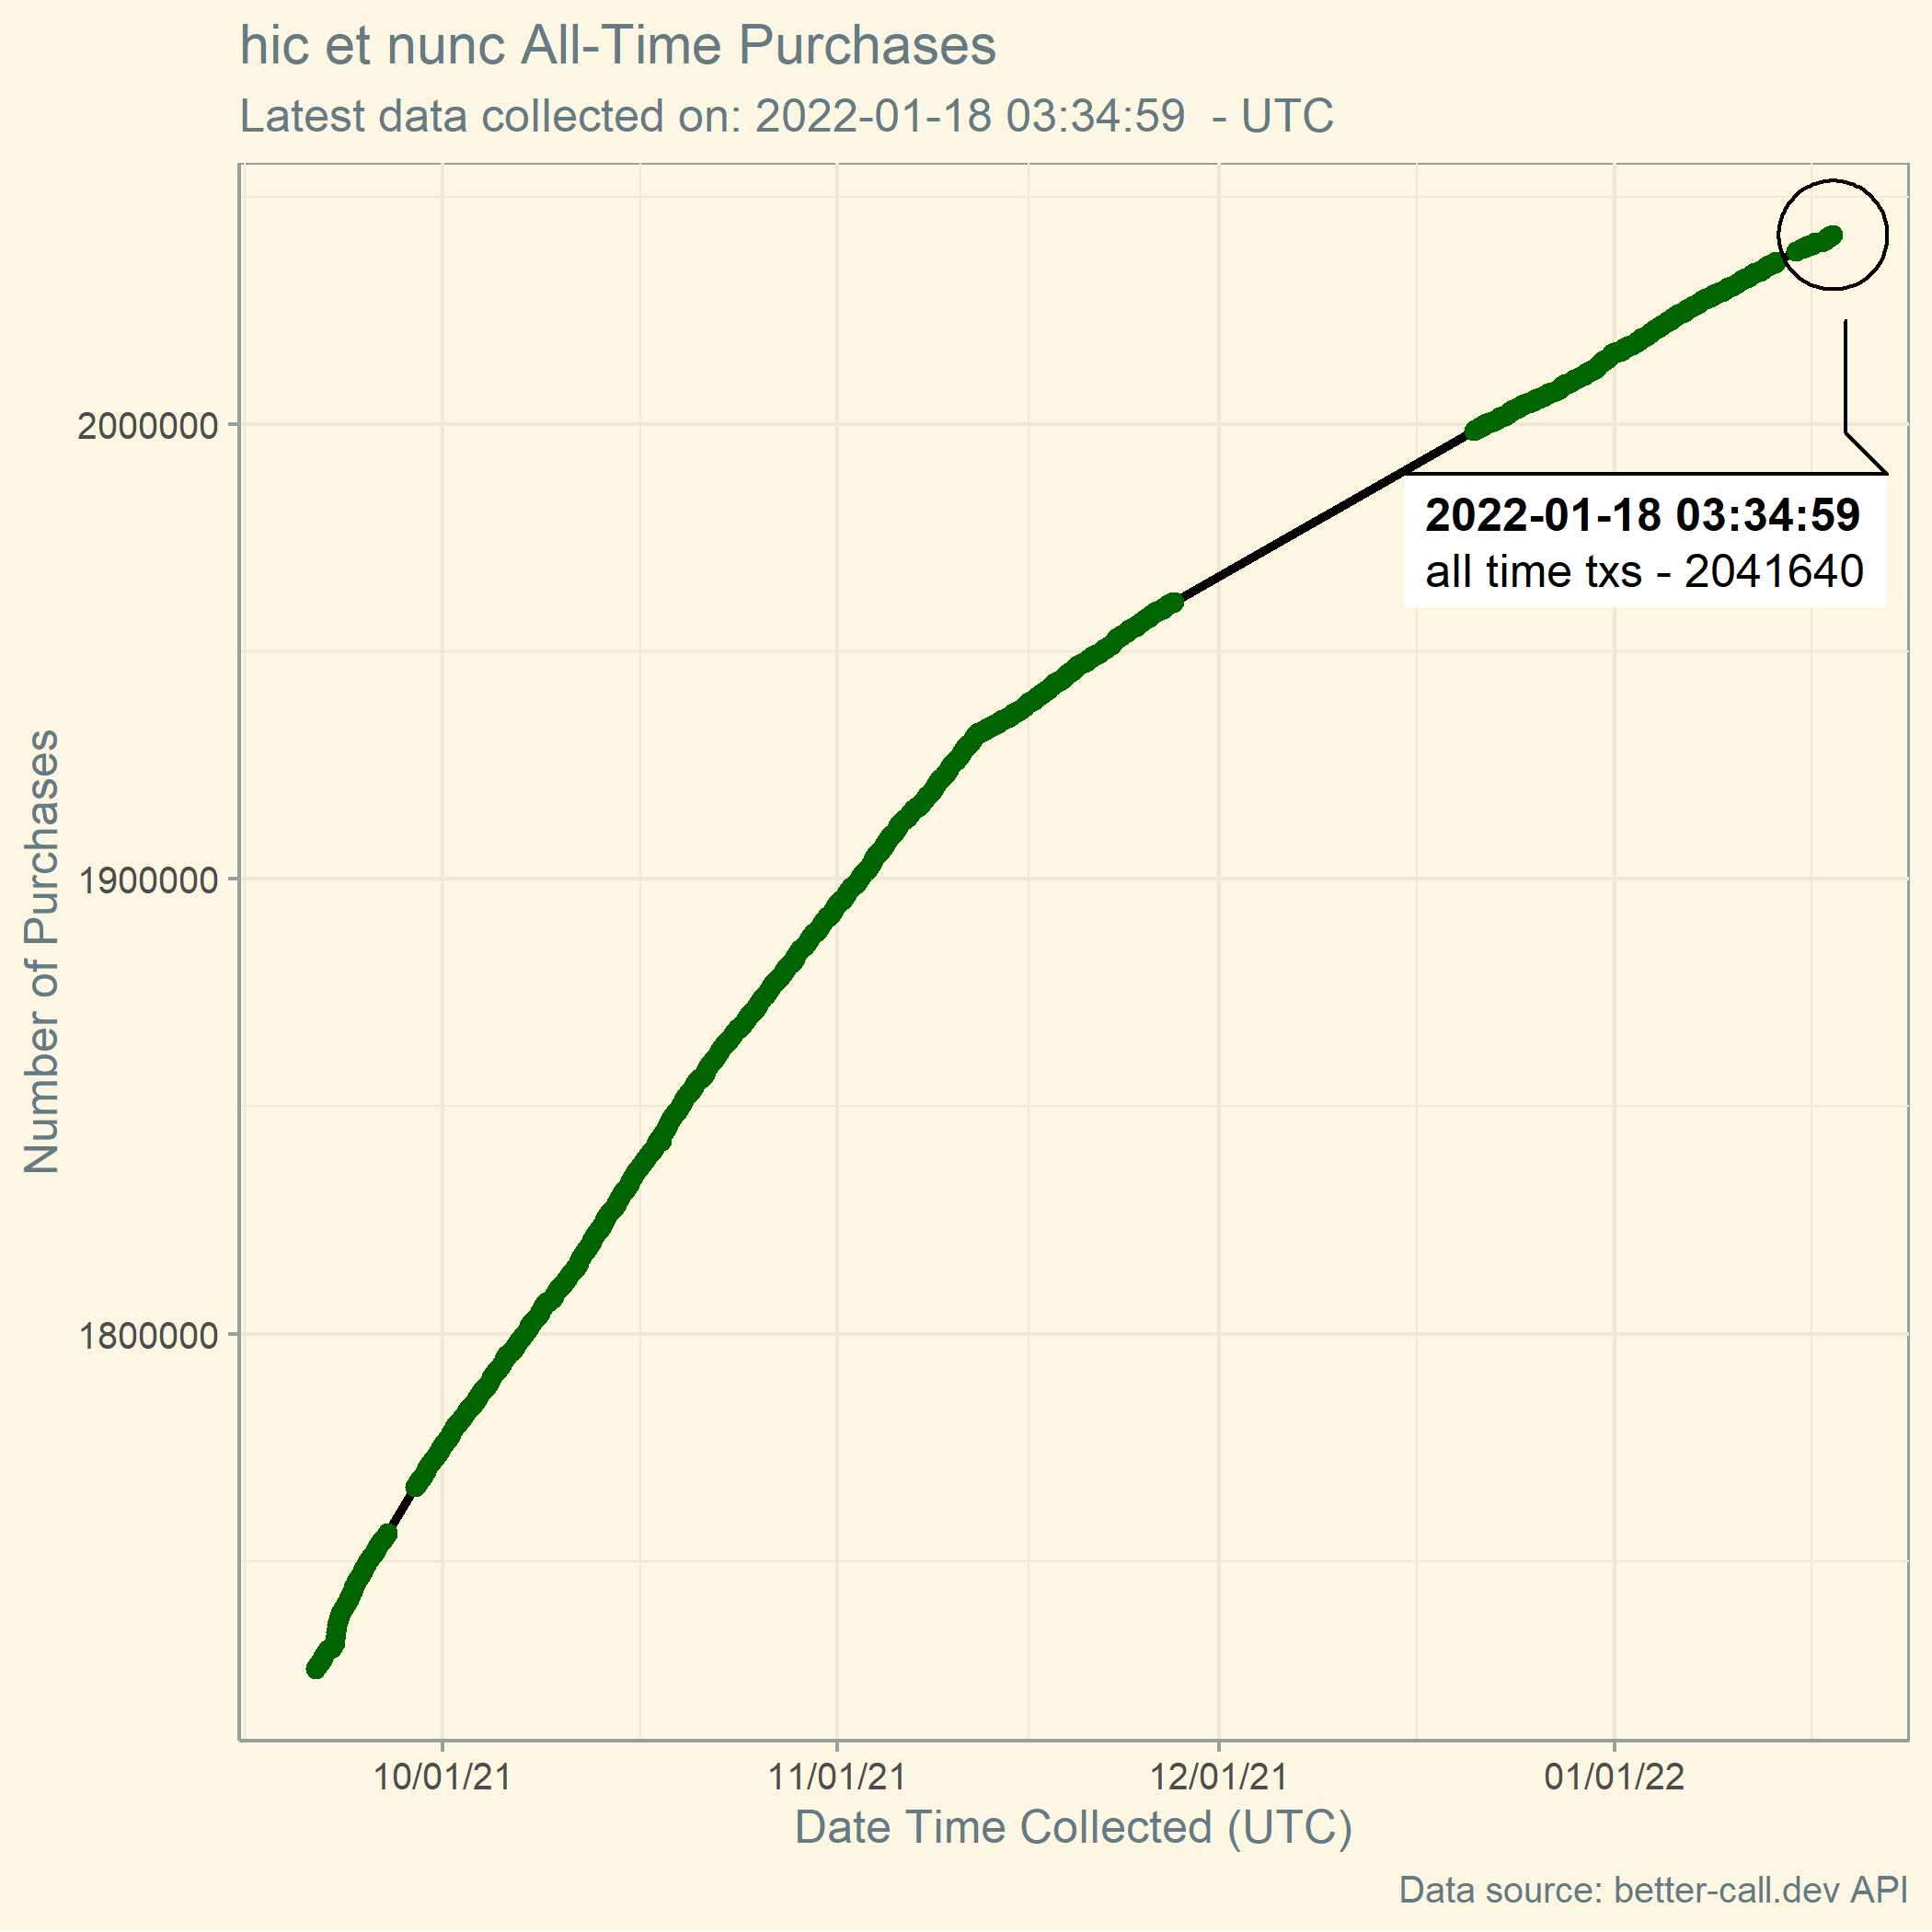 hic et nunc All-Time Purchases
Latest data collected on: 2022-01-18 03:34:59  - UTC
Number of Purchases
2000000
1900000
1800000
2022-01-18 03:34:59
all time txs - 2041640
10/01/21 11/01/21 12/01/21 01/01/22
Date Time Collected (UTC)
Data source: better-call.dev API